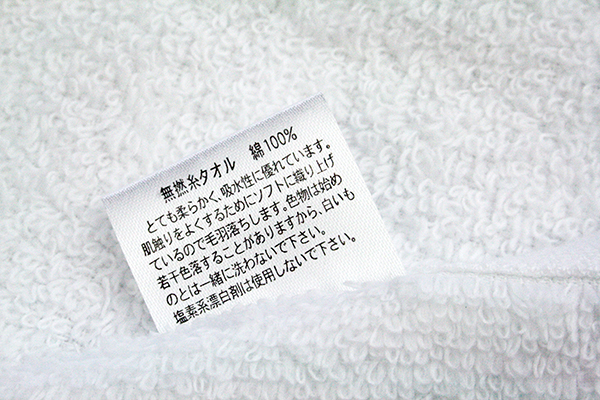 無撚糸タオル 綿100%
とても柔らかく、吸水性に優れています。
肌触りをよくするためにソフトに織り上げ
ているので毛羽落ちします。色物は始め
若干色落することがありますから、白いも
のとは一緒に洗わないで下さい。
塩素系漂白剤は使用しないで下さい。